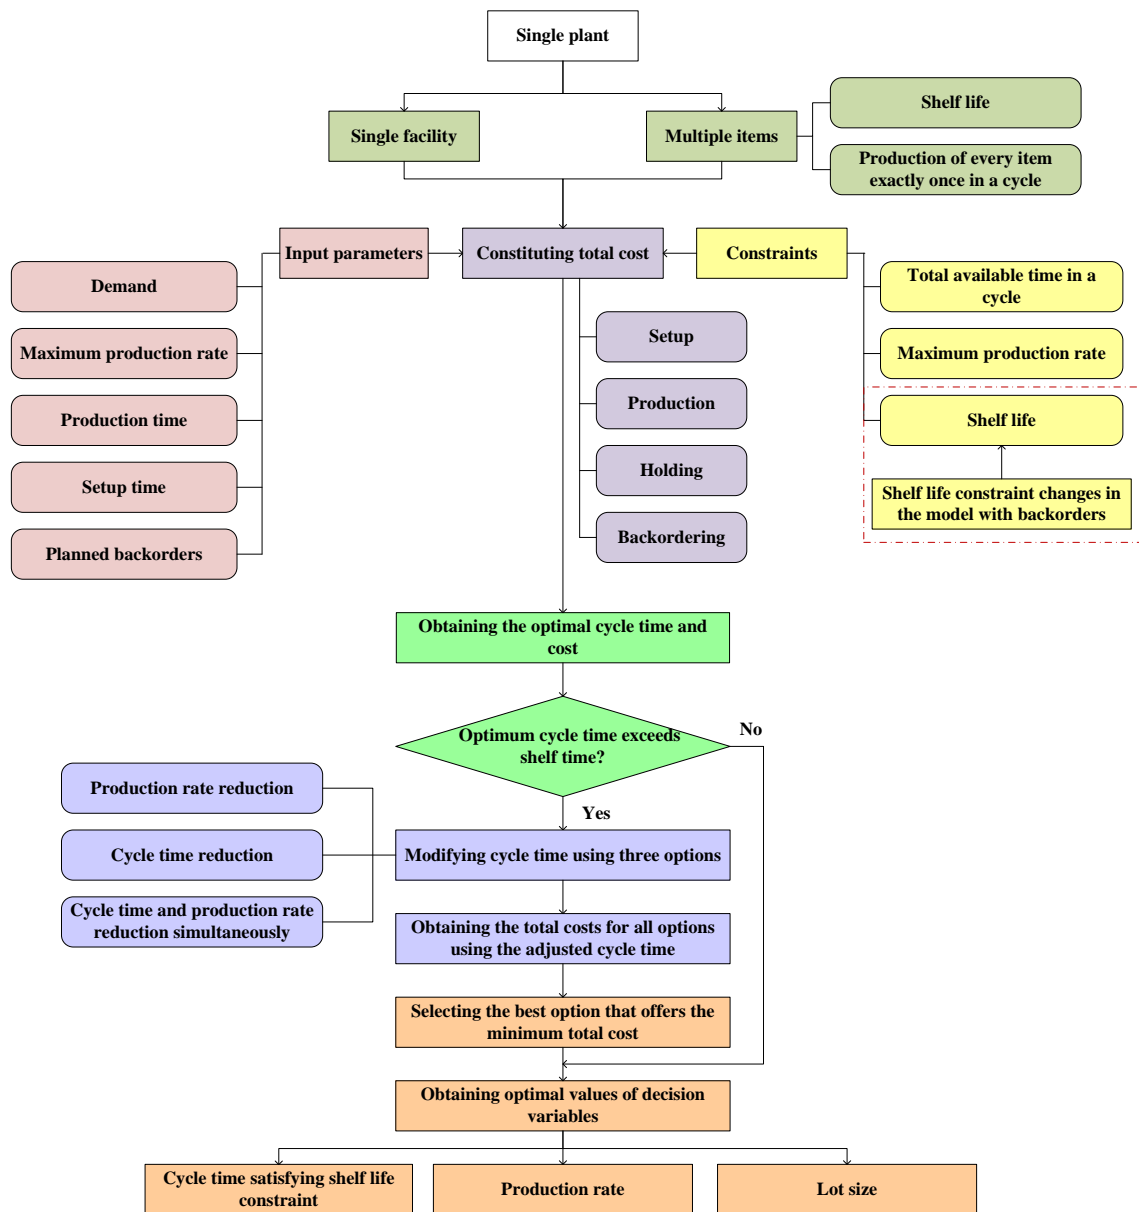 Single plant
Single facility
Multiple items
Shelf life
Production of every item
exactly once in a cycle
Input parameters
Constituting total cost
Constraints
Demand
Maximum production rate
Production time
Setup time
Planned backorders
Setup
Production
Holding
Backordering
Total available time in a
cycle
Maximum production rate
Shelf life
Shelf life constraint changes in
the model with backorders
Obtaining the optimal cycle time and
cost
Optimum cycle time exceeds
shelf time?
No
Yes
Production rate reduction
Cycle time reduction
Cycle time and production rate
reduction simultaneously
Modifying cycle time using three options
Obtaining the total costs for all options
using the adjusted cycle time
Selecting the best option that offers the
minimum total cost
Obtaining optimal values of decision
variables
Cycle time satisfying shelf life
constraint
Production rate
Lot size